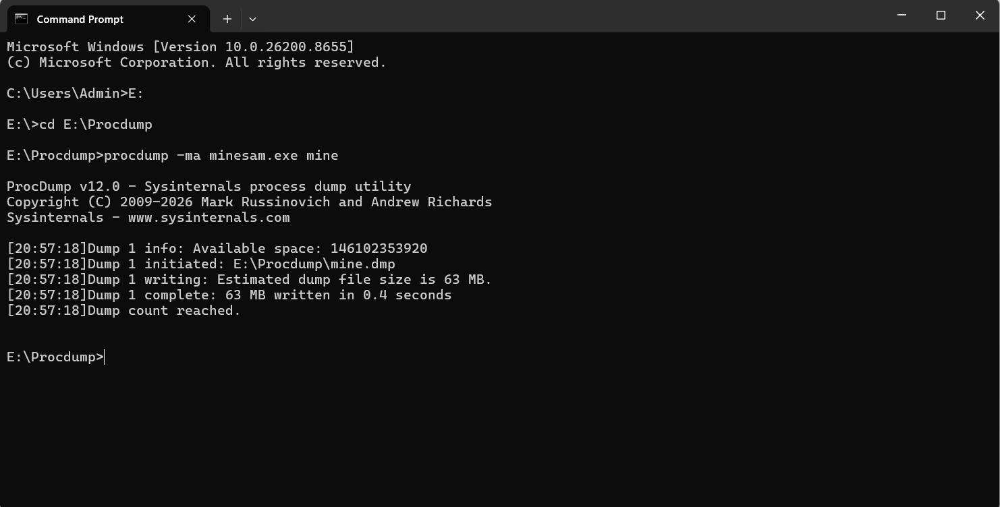 Command Prompt
Microsoft Windows [Version 10.0.26200.8655]
(c) Microsoft Corporation. All rights reserved.
C:\Users\Admin>E:
E:\>cd E:\Procdump
E:\Procdump>procdump -ma minesam.exe mine
ProcDump v12.0 - Sysinternals process dump utility
Copyright (C) 2009-2026 Mark Russinovich and Andrew Richards
Sysinternals - www.sysinternals.com
[20:57:18]Dump 1 info: Available space: 146102353920
[20:57:18]Dump 1 initiated: E:\Procdump\mine.dmp
[20:57:18]Dump 1 writing: Estimated dump file size is 63 MB.
[20:57:18]Dump 1 complete: 63 MB written in 0.4 seconds
[20:57:18]Dump count reached.
E:\Procdump>